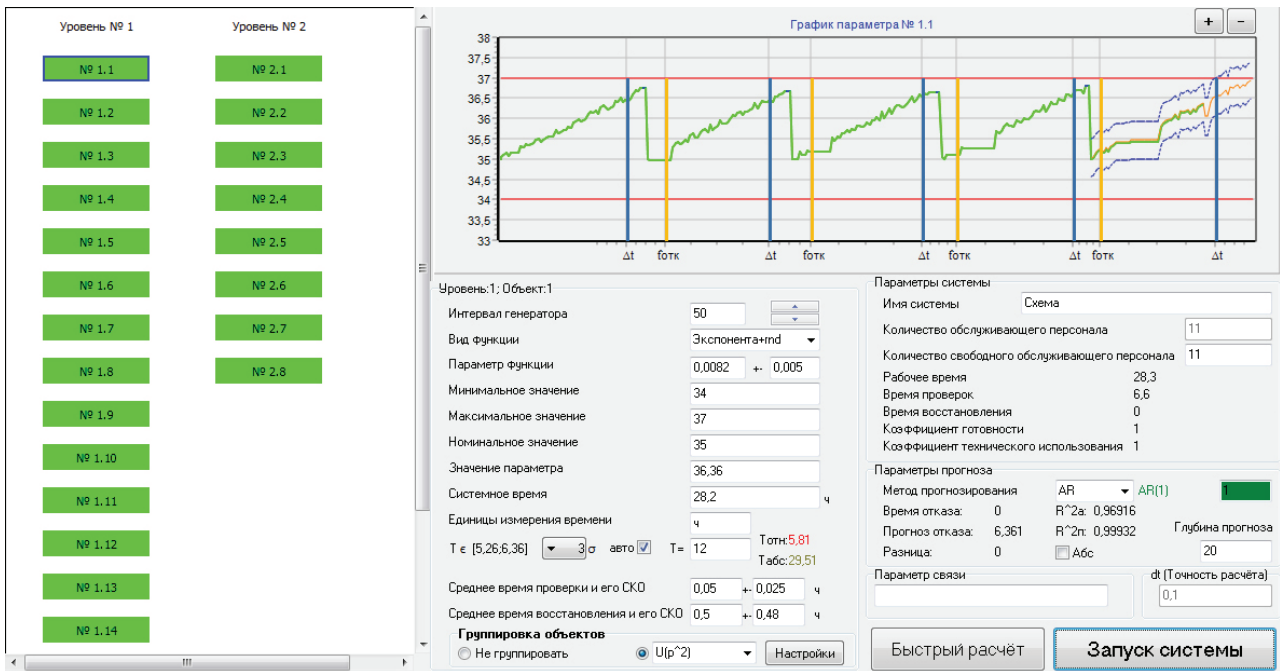 Уровень № 1 Уровень № 2
№ 1.1 № 2.1
№ 1.2 № 2.2
№ 1.3 № 2.3
№ 1.4 № 2.4
№ 1.5 № 2.5
№ 1.6 № 2.6
№ 1.7 № 2.7
№ 1.8 № 2.8
№ 1.9
№ 1.10
№ 1.11
№ 1.12
№ 1.13
№ 1.14
График параметра № 1.1
+ -
38
37,5
37
36,5
36
35,5
35
34,5
34
33,5
33
Δt fотк Δt fотк Δt fотк Δt fотк Δt
Уровень:1; Объект:1
Интервал генератора 50
Вид функции Экспонента+rnd
Параметр функции 0,0082 +- 0,005
Минимальное значение 34
Максимальное значение 37
Номинальное значение 35
Значение параметра 36,36
Системное время 28,2 ч
Единицы измерения времени ч
T є [5,26;6,36] 3 σ авто T= 12 Tотн:5,81
Tабс:29,51
Среднее время проверки и его СКО 0,05 +- 0,025 ч
Среднее время восстановления и его СКО 0,5 +- 0,48 ч
Группировка объектов
Не группировать U(p^2) Настройки
Параметры системы
Имя системы Схема
Количество обслуживающего персонала 11
Количество свободного обслуживающего персонала 11
Рабочее время 28,3
Время проверок 6,6
Время восстановления 0
Коэффициент готовности 1
Коэффициент технического использования 1
Параметры прогноза
Метод прогнозирования AR AR(1) 1
Время отказа: 0 R^2a: 0,96916
Прогноз отказа: 6,361 R^2п: 0,99932 Глубина прогноза
Разница: 0 Абс 20
Параметр связи dt (Точность расчёта)
0,1
Быстрый расчёт Запуск системы